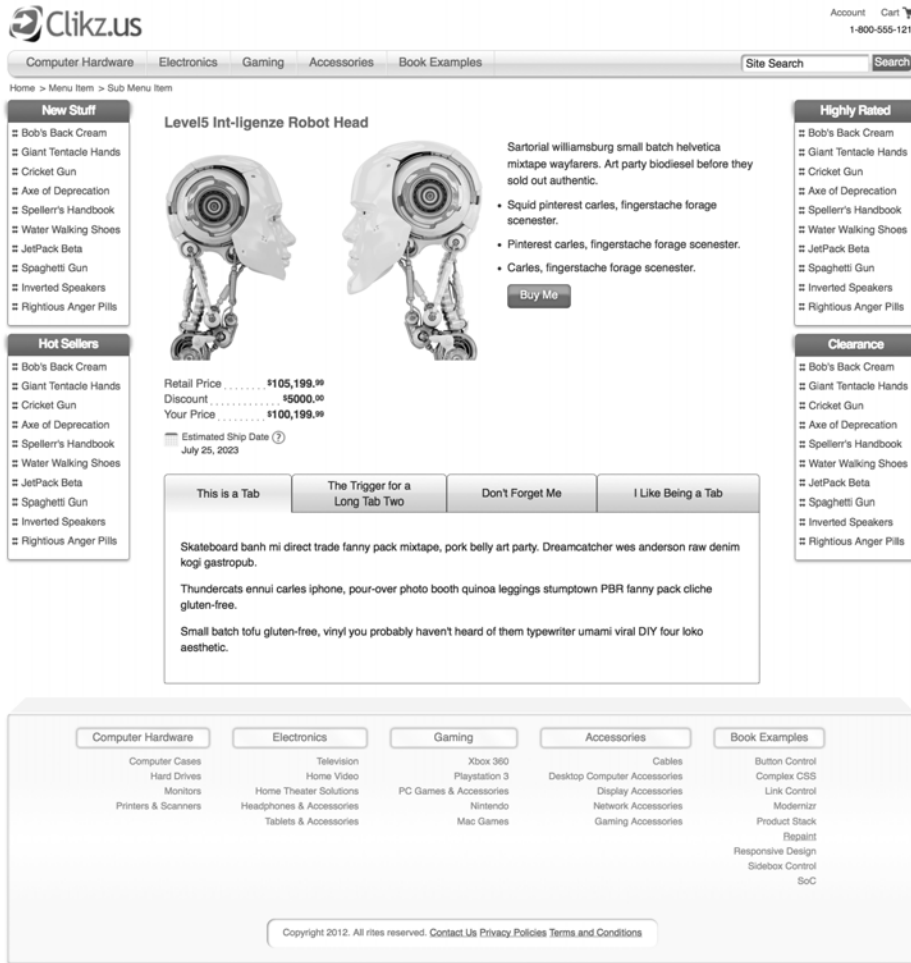 Clikz.us
Account Cart
1-800-555-121
Computer Hardware Electronics Gaming Accessories Book Examples
Site Search Search
Home > Menu Item > Sub Menu Item
New Stuff
Bob's Back Cream
Giant Tentacle Hands
Cricket Gun
Axe of Deprecation
Spellerr's Handbook
Water Walking Shoes
JetPack Beta
Spaghetti Gun
Inverted Speakers
Rightious Anger Pills
Hot Sellers
Bob's Back Cream
Giant Tentacle Hands
Cricket Gun
Axe of Deprecation
Spellerr's Handbook
Water Walking Shoes
JetPack Beta
Spaghetti Gun
Inverted Speakers
Rightious Anger Pills
Level5 Int-ligenze Robot Head
Sartorial williamsburg small batch helvetica
mixtape wayfarers. Art party biodiesel before they
sold out authentic.
• Squid pinterest carles, fingerstache forage
scenester.
• Pinterest carles, fingerstache forage scenester.
• Carles, fingerstache forage scenester.
Buy Me
Retail Price . . . . . . . . $105,199.99
Discount . . . . . . . . . . . . . $5000.00
Your Price . . . . . . . . . $100,199.99
Estimated Ship Date ?
July 25, 2023
This is a Tab
The Trigger for a
Long Tab Two
Don't Forget Me
I Like Being a Tab
Skateboard banh mi direct trade fanny pack mixtape, pork belly art party. Dreamcatcher wes anderson raw denim
kogi gastropub.
Thundercats ennui carles iphone, pour-over photo booth quinoa leggings stumptown PBR fanny pack cliche
gluten-free.
Small batch tofu gluten-free, vinyl you probably haven't heard of them typewriter umami viral DIY four loko
aesthetic.
Highly Rated
Bob's Back Cream
Giant Tentacle Hands
Cricket Gun
Axe of Deprecation
Spellerr's Handbook
Water Walking Shoes
JetPack Beta
Spaghetti Gun
Inverted Speakers
Rightious Anger Pills
Clearance
Bob's Back Cream
Giant Tentacle Hands
Cricket Gun
Axe of Deprecation
Spellerr's Handbook
Water Walking Shoes
JetPack Beta
Spaghetti Gun
Inverted Speakers
Rightious Anger Pills
Computer Hardware
Computer Cases
Hard Drives
Monitors
Printers & Scanners
Electronics
Television
Home Video
Home Theater Solutions
Headphones & Accessories
Tablets & Accessories
Gaming
Xbox 360
Playstation 3
PC Games & Accessories
Nintendo
Mac Games
Accessories
Cables
Desktop Computer Accessories
Display Accessories
Network Accessories
Gaming Accessories
Book Examples
Button Control
Complex CSS
Link Control
Modernizr
Product Stack
Repaint
Responsive Design
Sidebox Control
SoC
Copyright 2012. All rites reserved. Contact Us Privacy Policies Terms and Conditions